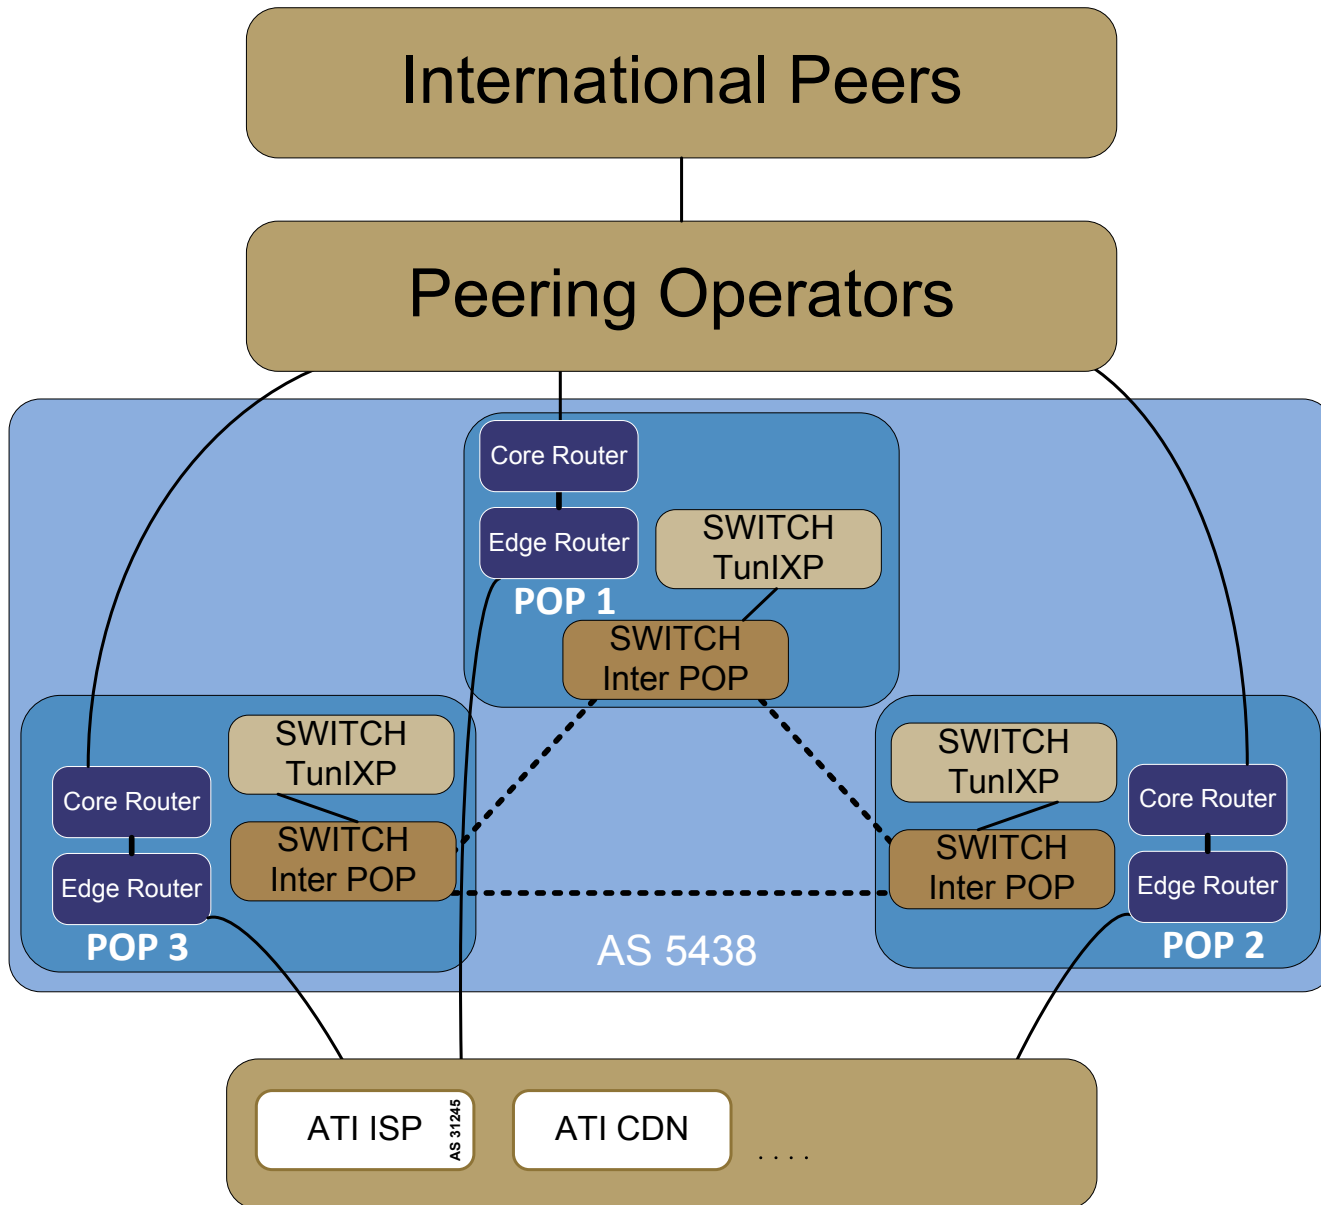 International Peers
Peering Operators
Core Router
Edge Router
POP 1
SWITCH
TunIXP
SWITCH
Inter POP
SWITCH
TunIXP
Core Router
SWITCH
Inter POP
Edge Router
POP 3
SWITCH
TunIXP
Core Router
SWITCH
Inter POP
Edge Router
POP 2
AS 5438
ATI ISP
AS 31245
ATI CDN
. . . .